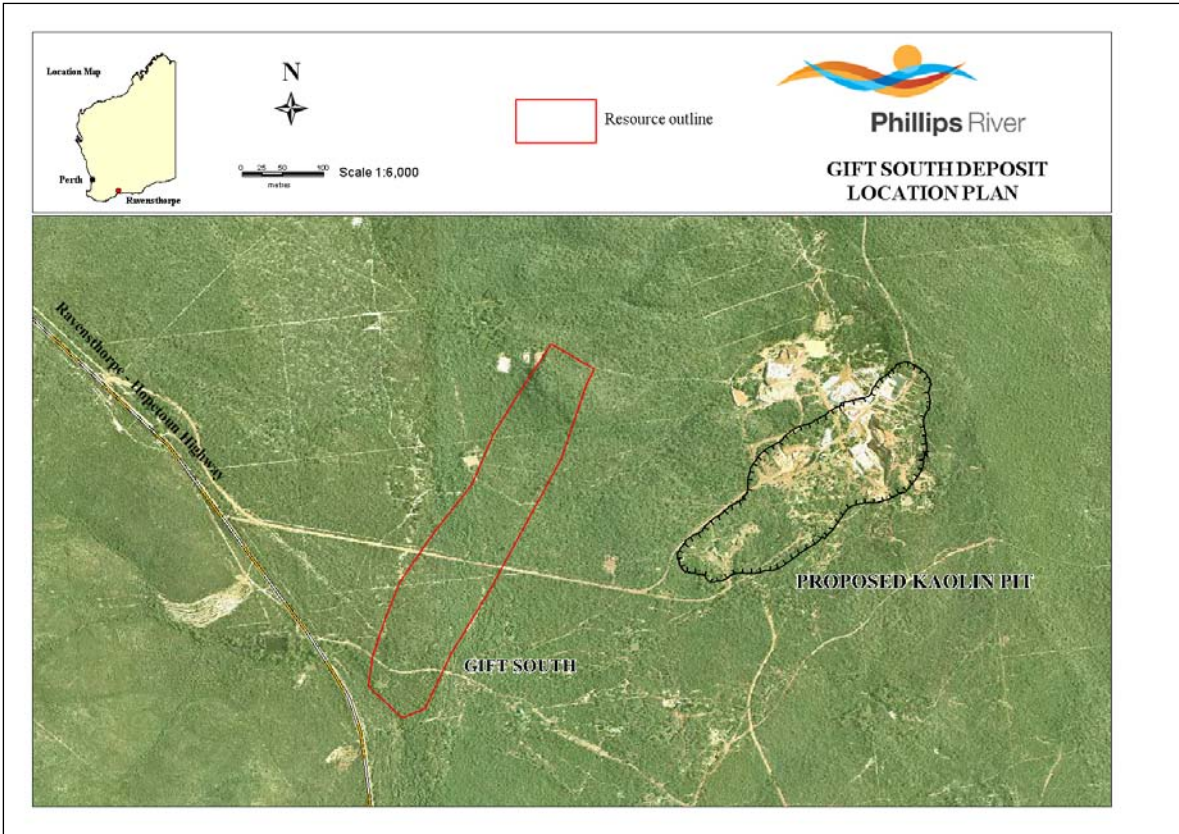 Location Map
Perth
Ravensthorpe
N
0 25 50 100
metres
Scale 1:6,000
Resource outline
Phillips River
GIFT SOUTH DEPOSIT
LOCATION PLAN
Ravensthorpe - Hopetoun Highway
PROPOSED KAOLIN PIT
GIFT SOUTH